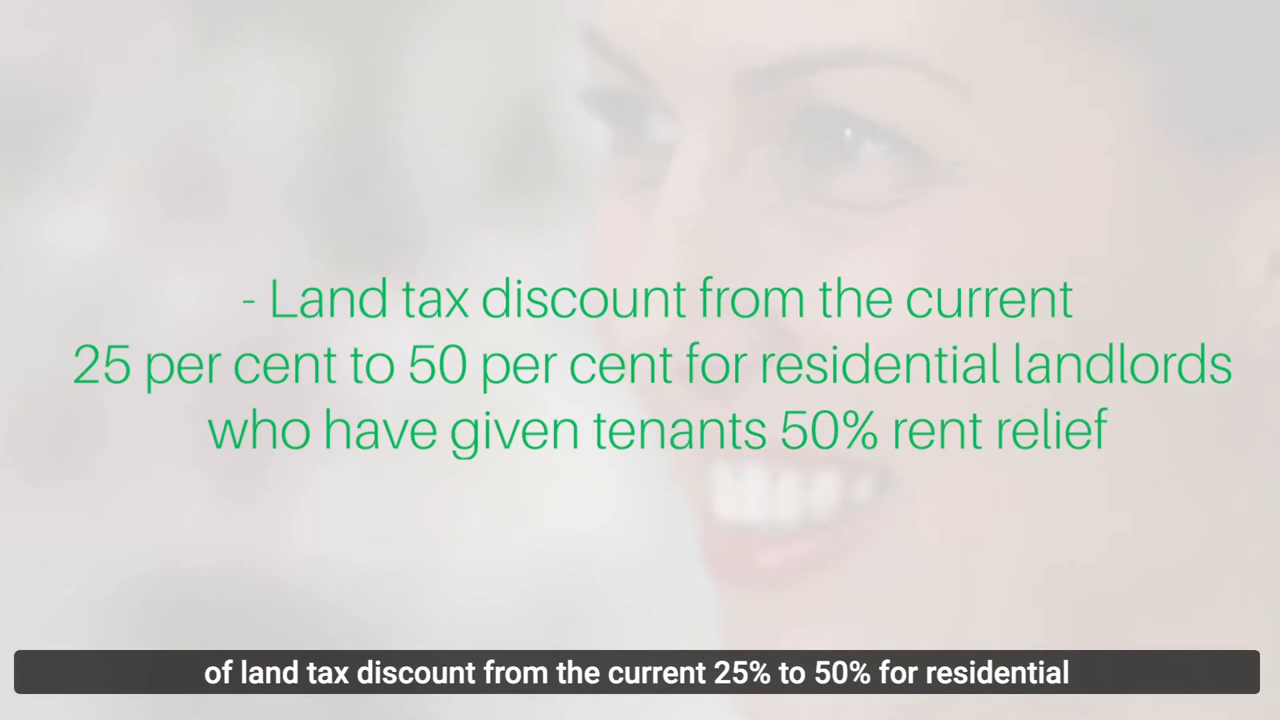 - Land tax discount from the current
25 per cent to 50 per cent for residential landlords
who have given tenants 50% rent relief
of land tax discount from the current 25% to 50% for residential